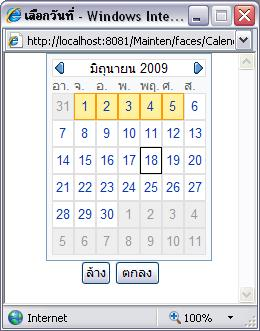 เลือกวันที่ - Windows Inte...
http://localhost:8081/Mainten/faces/Calen
มิถุนายน 2009
อา. จ. อ. พ. พฤ. ศ. ส.
31 1 2 3 4 5 6
7 8 9 10 11 12 13
14 15 16 17 18 19 20
21 22 23 24 25 26 27
28 29 30 1 2 3 4
5 6 7 8 9 10 11
ล้าง ตกลง
Internet 100%